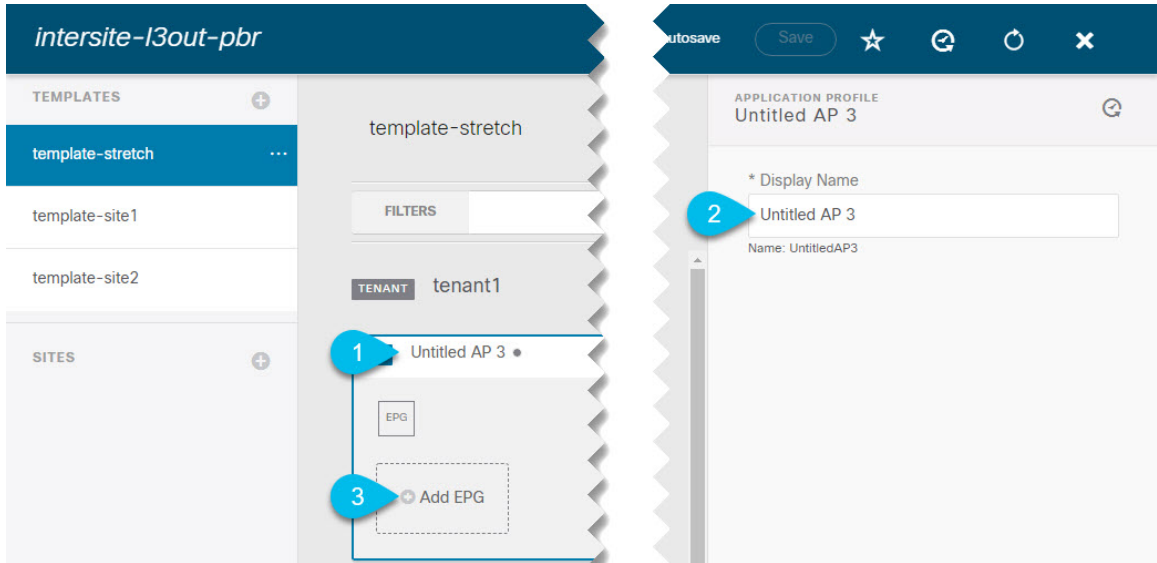 intersite-l3out-pbr
TEMPLATES
template-stretch
template-site1
template-site2
SITES
template-stretch
FILTERS
TENANT tenant1
1 Untitled AP 3
EPG
3 Add EPG
utosave Save
APPLICATION PROFILE
Untitled AP 3
* Display Name
2 Untitled AP 3
Name: UntitledAP3